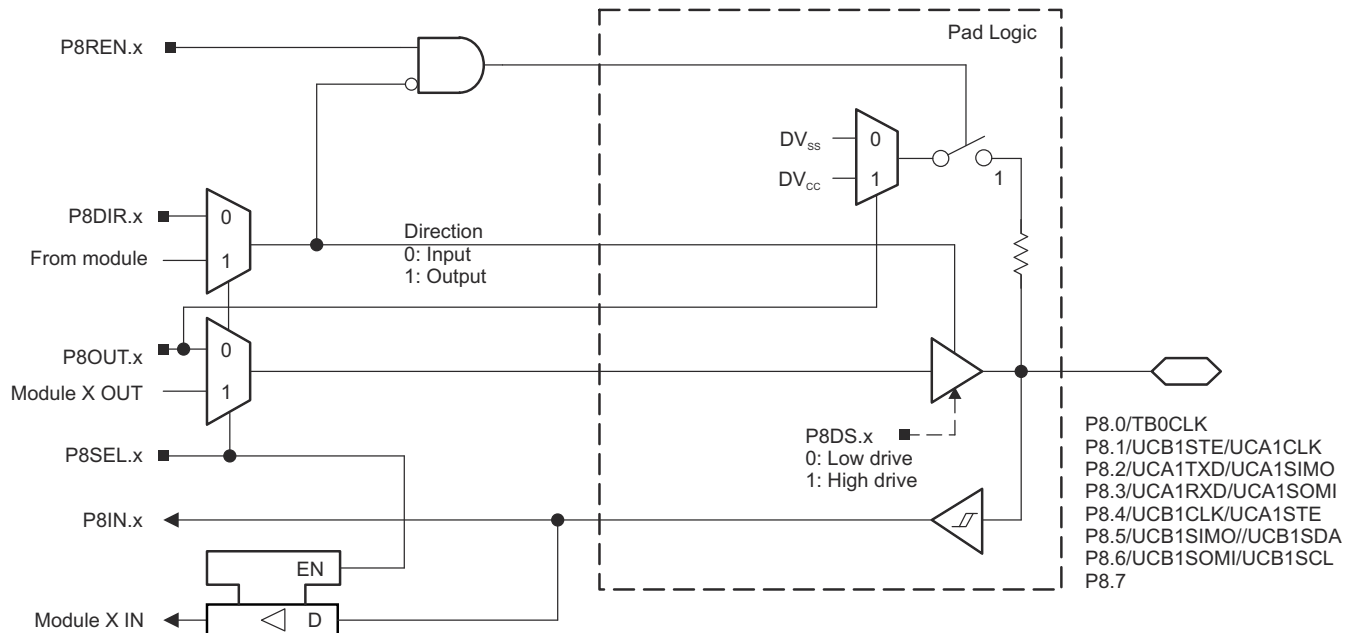 Pad Logic
P8REN.x
DVSS
0
DVCC
1
1
P8DIR.x
0
From module
1
Direction
0: Input
1: Output
P8OUT.x
0
Module X OUT
1
P8SEL.x
P8DS.x
0: Low drive
1: High drive
P8IN.x
EN
Module X IN
D
P8.0/TB0CLK
P8.1/UCB1STE/UCA1CLK
P8.2/UCA1TXD/UCA1SIMO
P8.3/UCA1RXD/UCA1SOMI
P8.4/UCB1CLK/UCA1STE
P8.5/UCB1SIMO//UCB1SDA
P8.6/UCB1SOMI/UCB1SCL
P8.7